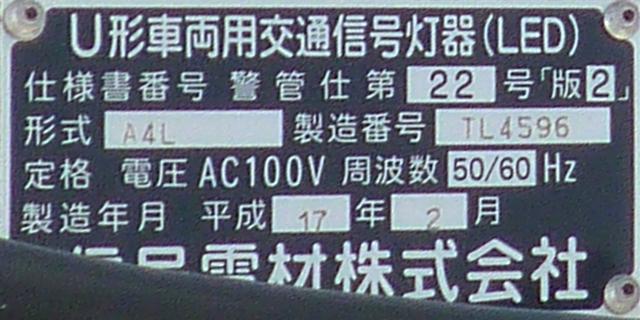 U形車両用交通信号灯器(LED)
仕様書番号 警管仕第 22 号「版2」
形式 A4L 製造番号 TL4596
定格 電圧 AC100V 周波数 50/60 Hz
製造年月 平成 17 年 2 月
信号電材株式会社